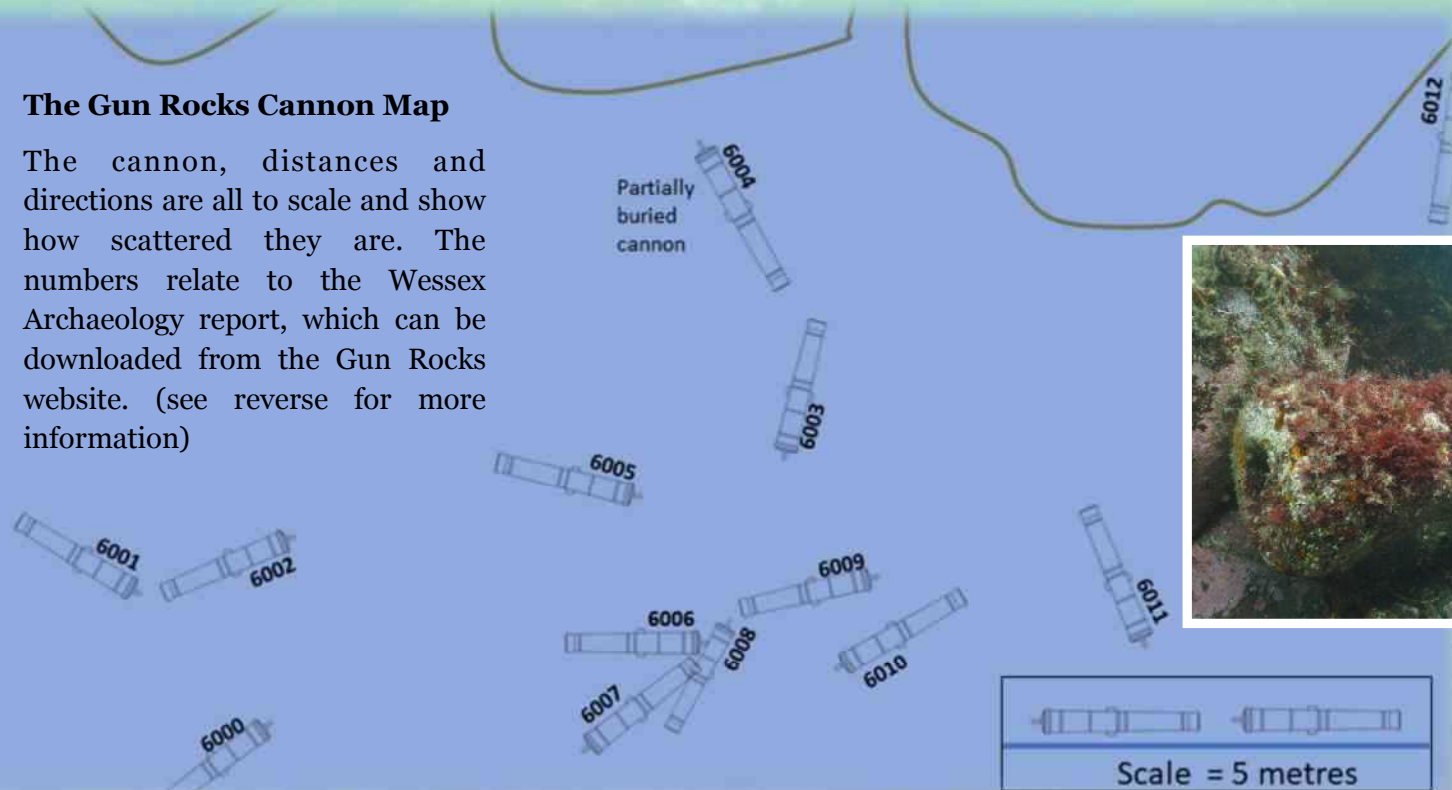 The Gun Rocks Cannon Map
The cannon, distances and
directions are all to scale and show
how scattered they are. The
numbers relate to the Wessex
Archaeology report, which can be
downloaded from the Gun Rocks
website. (see reverse for more
information)
Partially
buried
cannon
6004
6012
6003
6005
6001
6002
6009
6011
6006
6008
6010
6007
6000
Scale = 5 metres